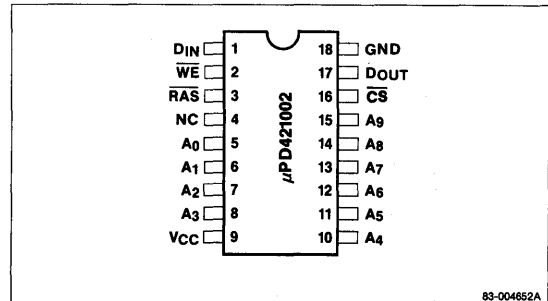 DIN 1 18 GND
WE 2 17 DOUT
RAS 3 16 CS
NC 4 15 A9
A0 5 14 A8
A1 6 13 A7
A2 7 12 A6
A3 8 11 A5
VCC 9 10 A4
μPD421002
83-004652A